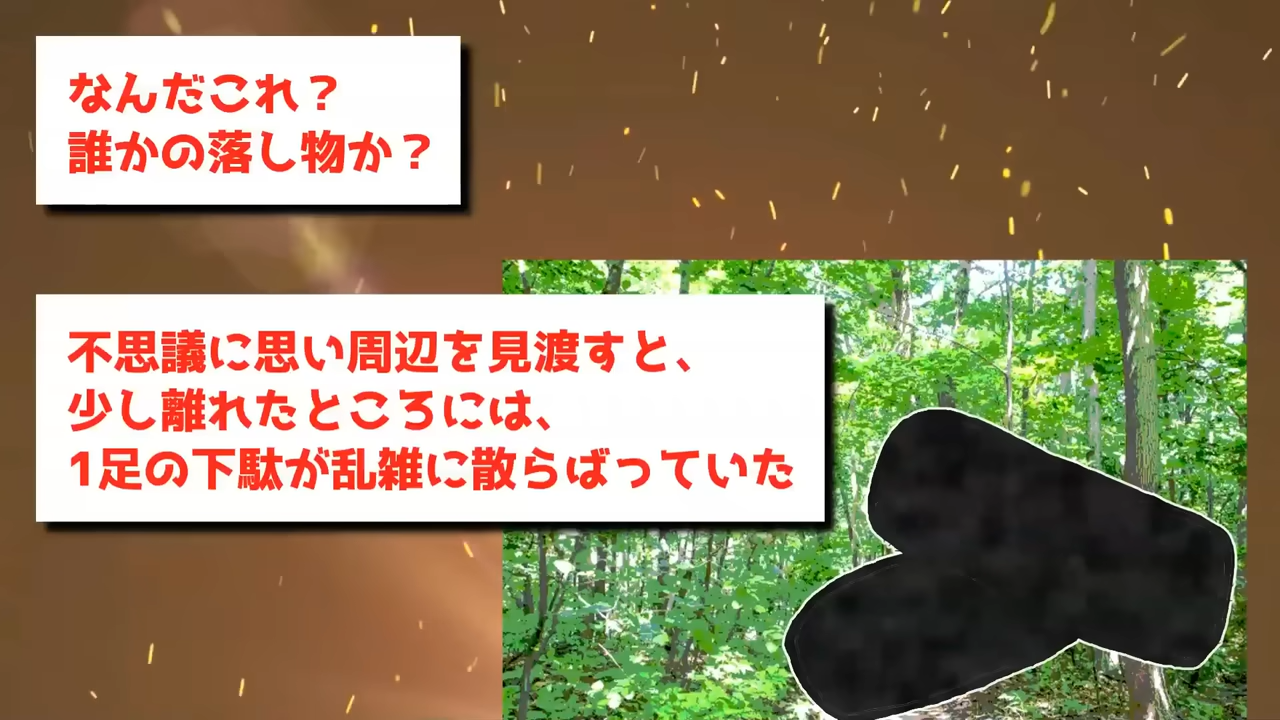 なんだこれ？
誰かの落し物か？
不思議に思い周辺を見渡すと、
少し離れたところには、
1足の下駄が乱雑に散らばっていた